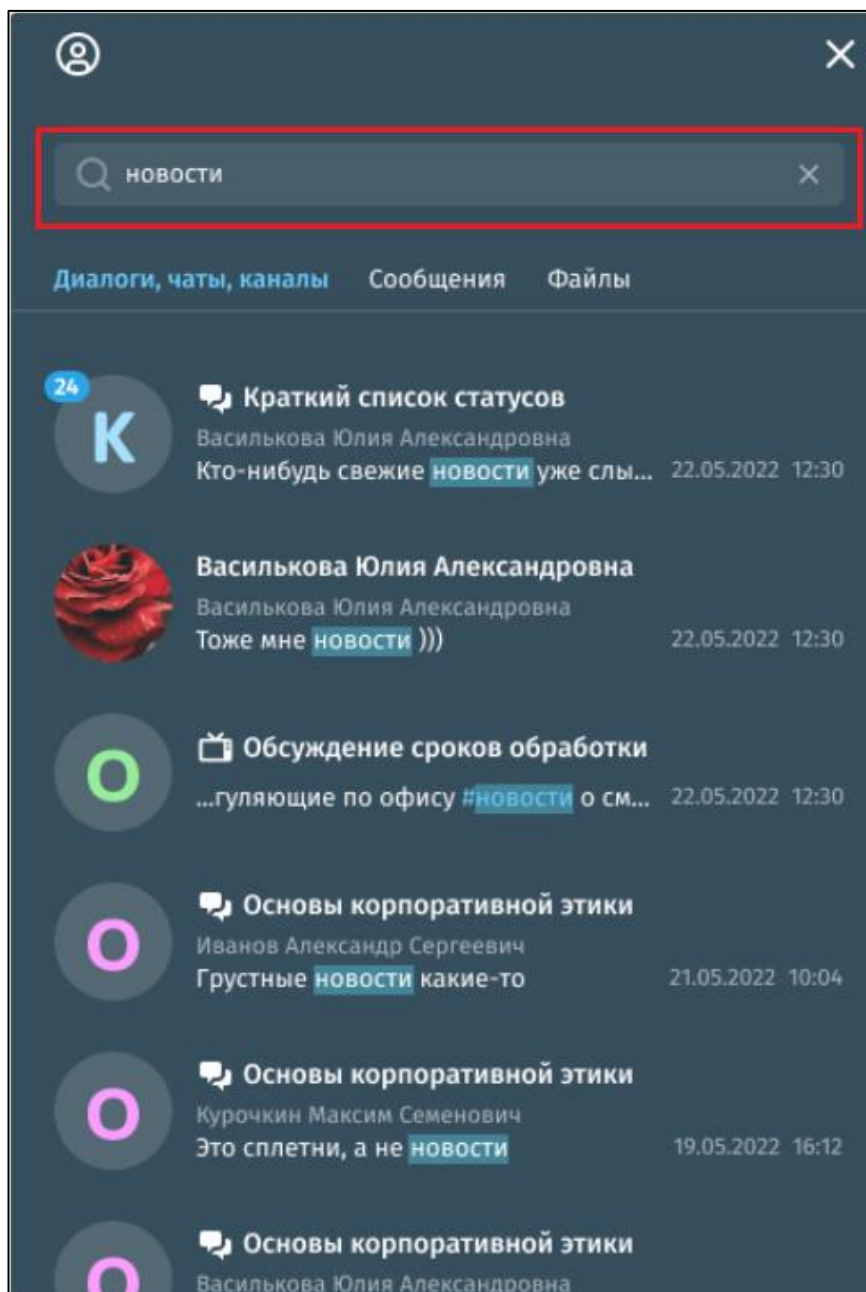 новости
Диалоги, чаты, каналы Сообщения Файлы
24
К
Краткий список статусов
Василькова Юлия Александровна
Кто-нибудь свежие новости уже слы... 22.05.2022 12:30
Василькова Юлия Александровна
Василькова Юлия Александровна
Тоже мне новости ))) 22.05.2022 12:30
О
Обсуждение сроков обработки
...гуляющие по офису #новости о см... 22.05.2022 12:30
О
Основы корпоративной этики
Иванов Александр Сергеевич
Грустные новости какие-то 21.05.2022 10:04
О
Основы корпоративной этики
Курочкин Максим Семенович
Это сплетни, а не новости 19.05.2022 16:12
О
Основы корпоративной этики
Василькова Юлия Александровна